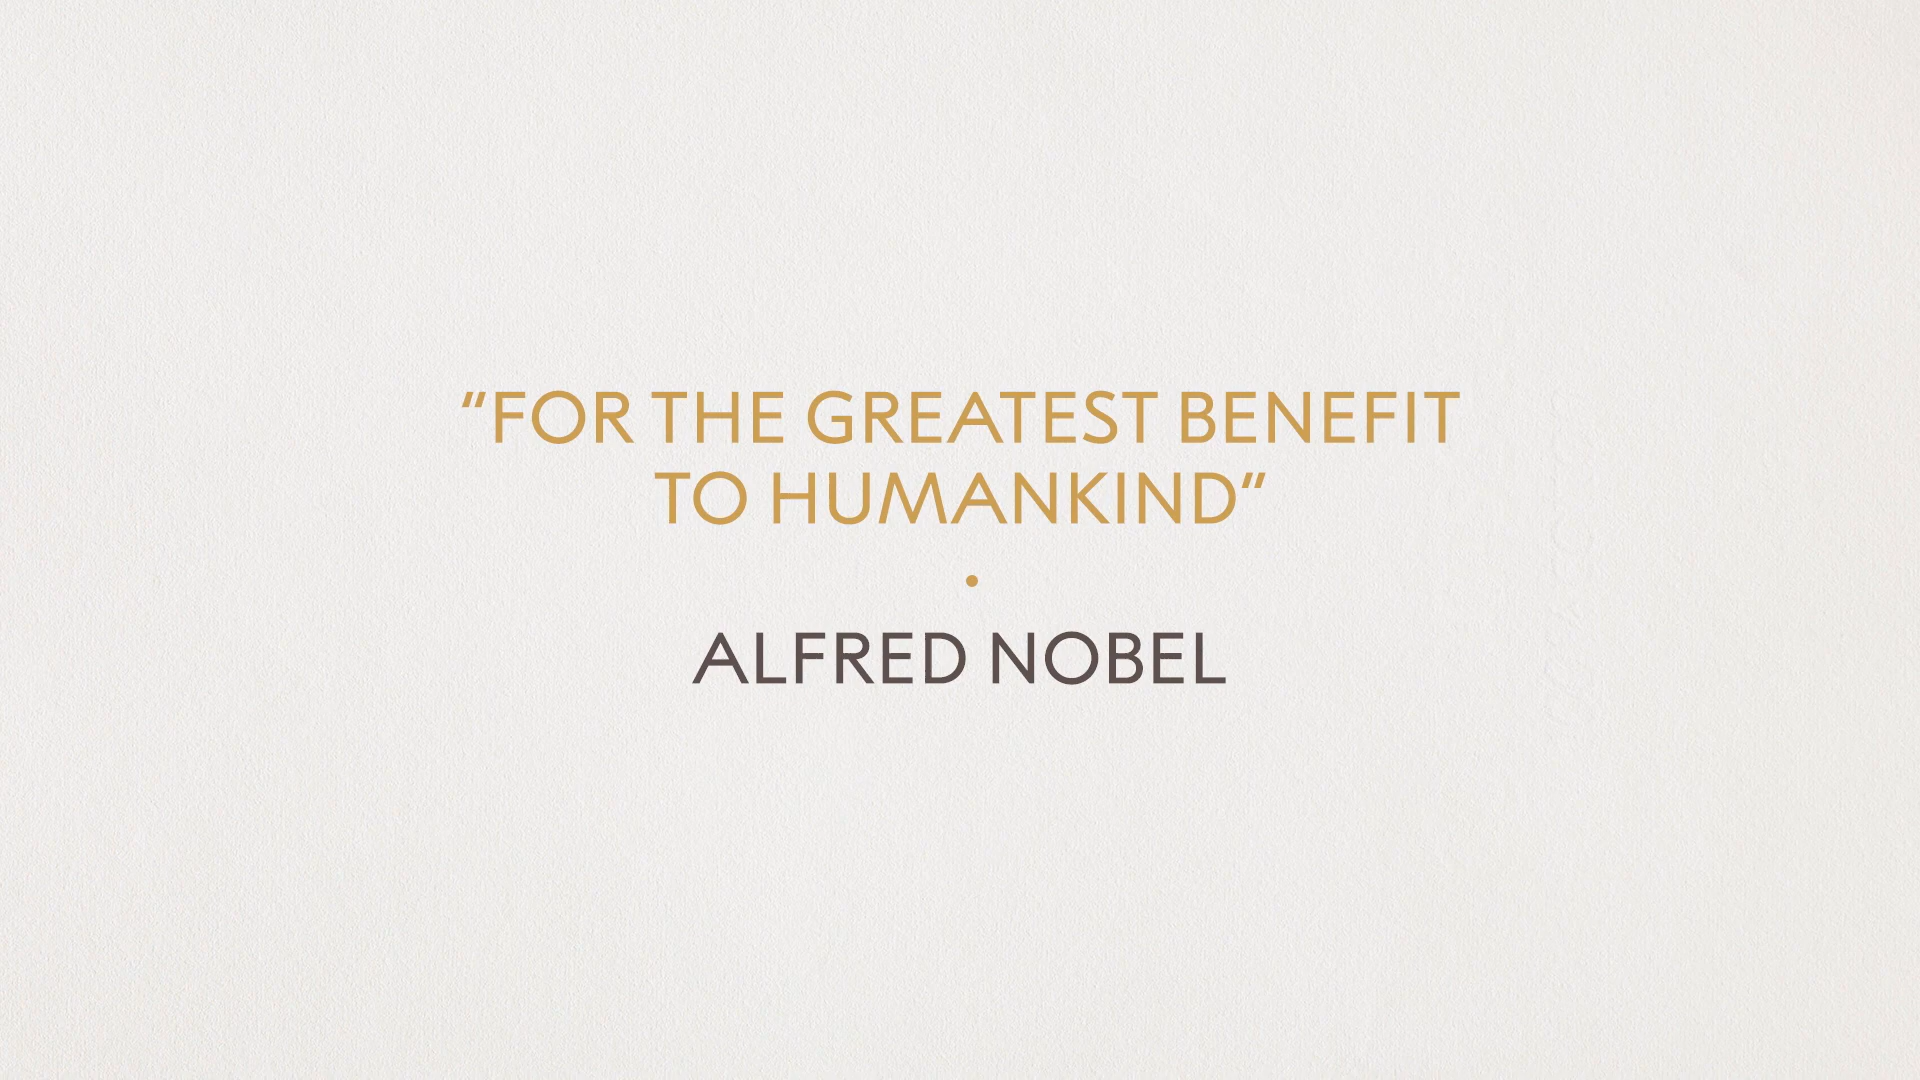 “FOR THE GREATEST BENEFIT
TO HUMANKIND”
•
ALFRED NOBEL